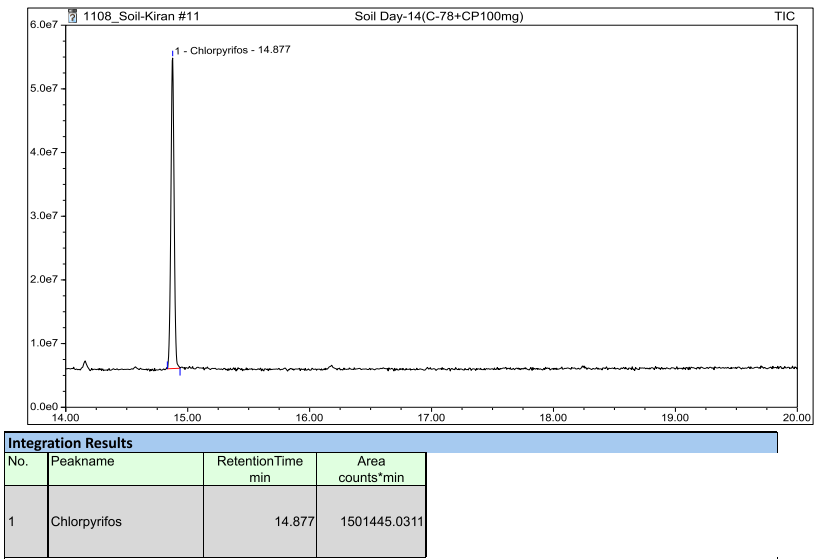 1108_Soil-Kiran #11 Soil Day-14(C-78+CP100mg) TIC
6.0e7
1 - Chlorpyrifos - 14.877
5.0e7
4.0e7
3.0e7
2.0e7
1.0e7
0.0e0
14.00 15.00 16.00 17.00 18.00 19.00 20.00
Integration Results
No. Peakname RetentionTime Area
min counts*min
1 Chlorpyrifos 14.877 1501445.0311